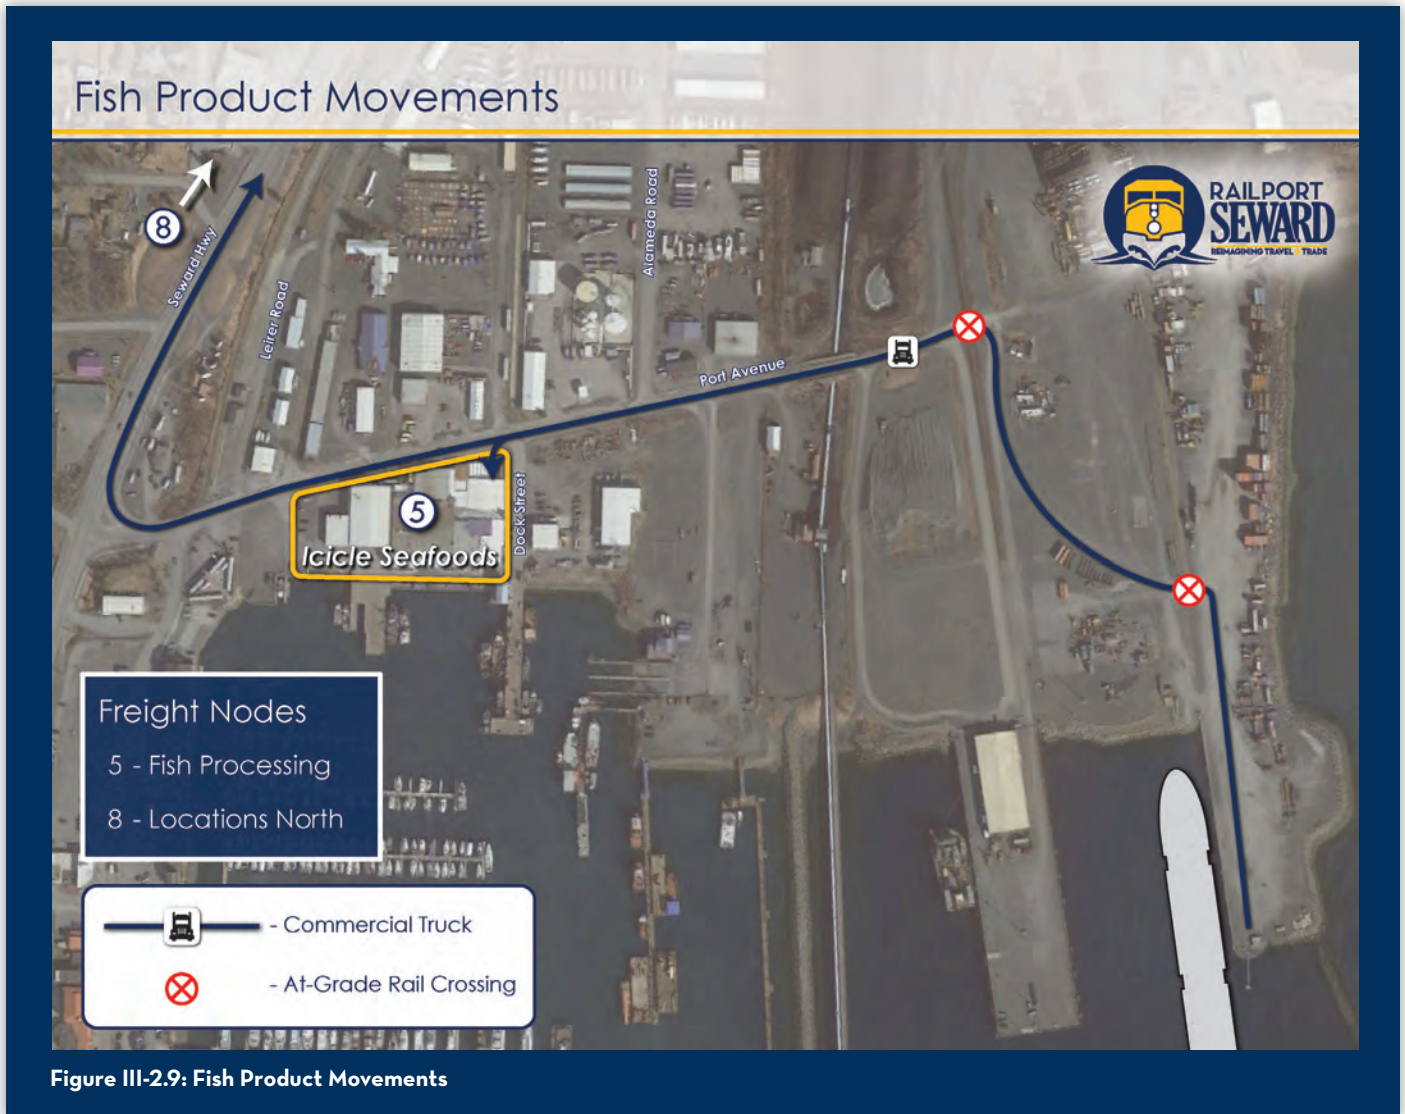 Fish Product Movements
RAILPORT
SEWARD
REIMAGINING TRAVEL & TRADE
8
Seward Hwy
Leirer Road
Alameda Road
Port Avenue
5
Icicle Seafoods
Dock Street
Freight Nodes
5 - Fish Processing
8 - Locations North
- Commercial Truck
- At-Grade Rail Crossing
Figure III-2.9: Fish Product Movements